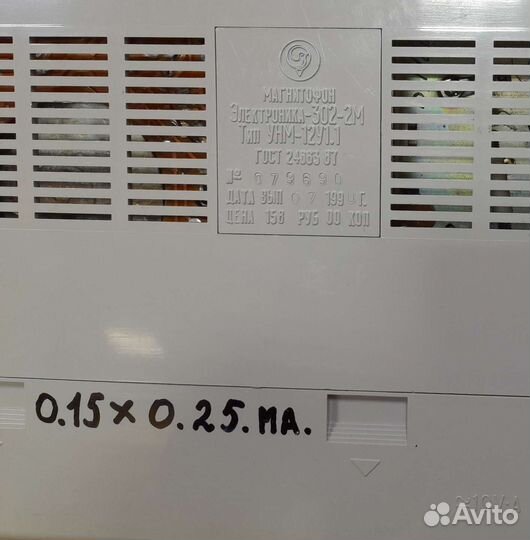 МАГНИТОФОН
ЭЛЕКТРОНИКА-302-2М
ТИП УНМ-12У1.1
ГОСТ 24863 87
№ 079690
ДАТА ВЫП 07 199 Г.
ЦЕНА 158 РУБ 00 КОП
0.15 x 0.25. МА.
Avito